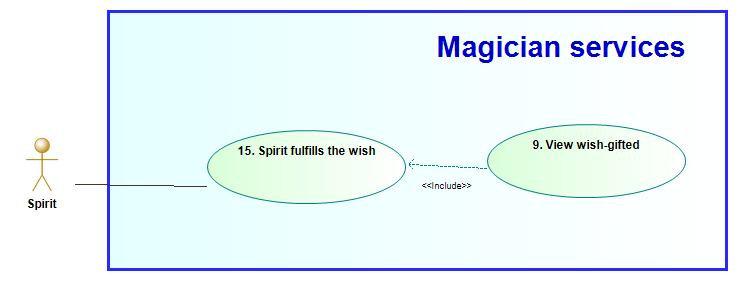 Magician services
15. Spirit fulfills the wish
9. View wish-gifted
<<Include>>
Spirit